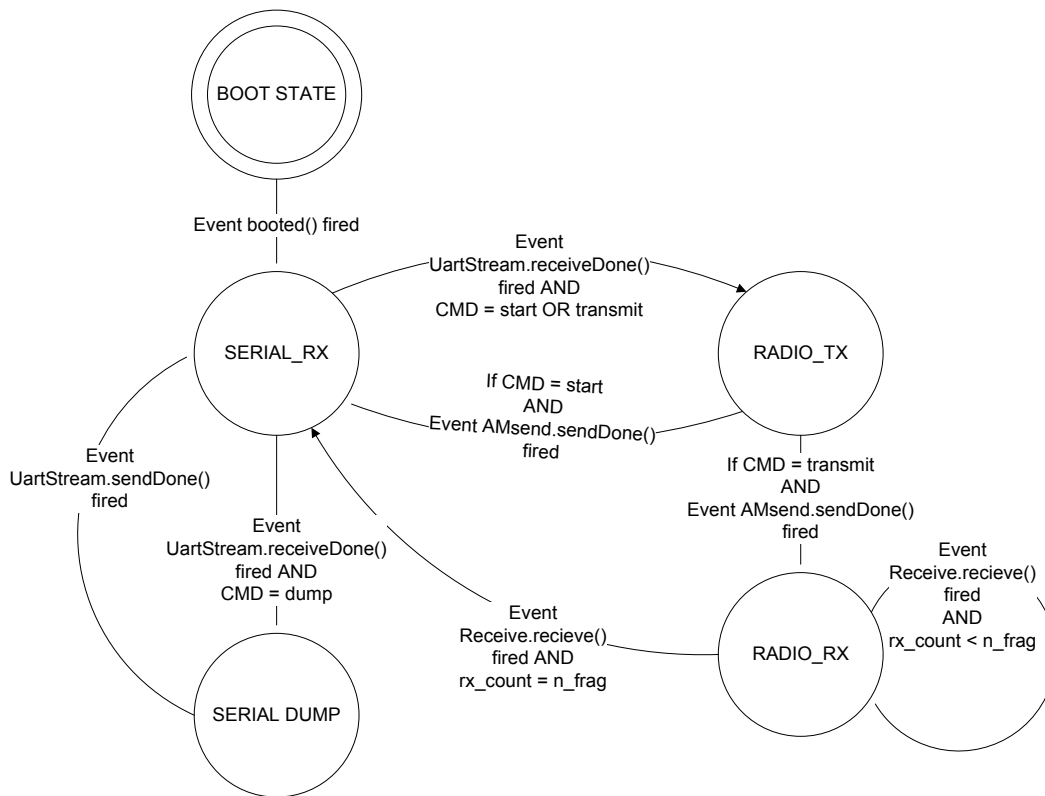 BOOT STATE
Event booted() fired
Event
UartStream.receiveDone()
fired AND
CMD = start OR transmit
SERIAL_RX
RADIO_TX
If CMD = start
AND
Event AMsend.sendDone()
fired
Event
UartStream.sendDone()
fired
If CMD = transmit
AND
Event AMsend.sendDone()
fired
Event
UartStream.receiveDone()
fired AND
CMD = dump
Event
Receive.recieve()
fired
AND
rx_count < n_frag
Event
Receive.recieve()
fired AND
rx_count = n_frag
RADIO_RX
SERIAL DUMP